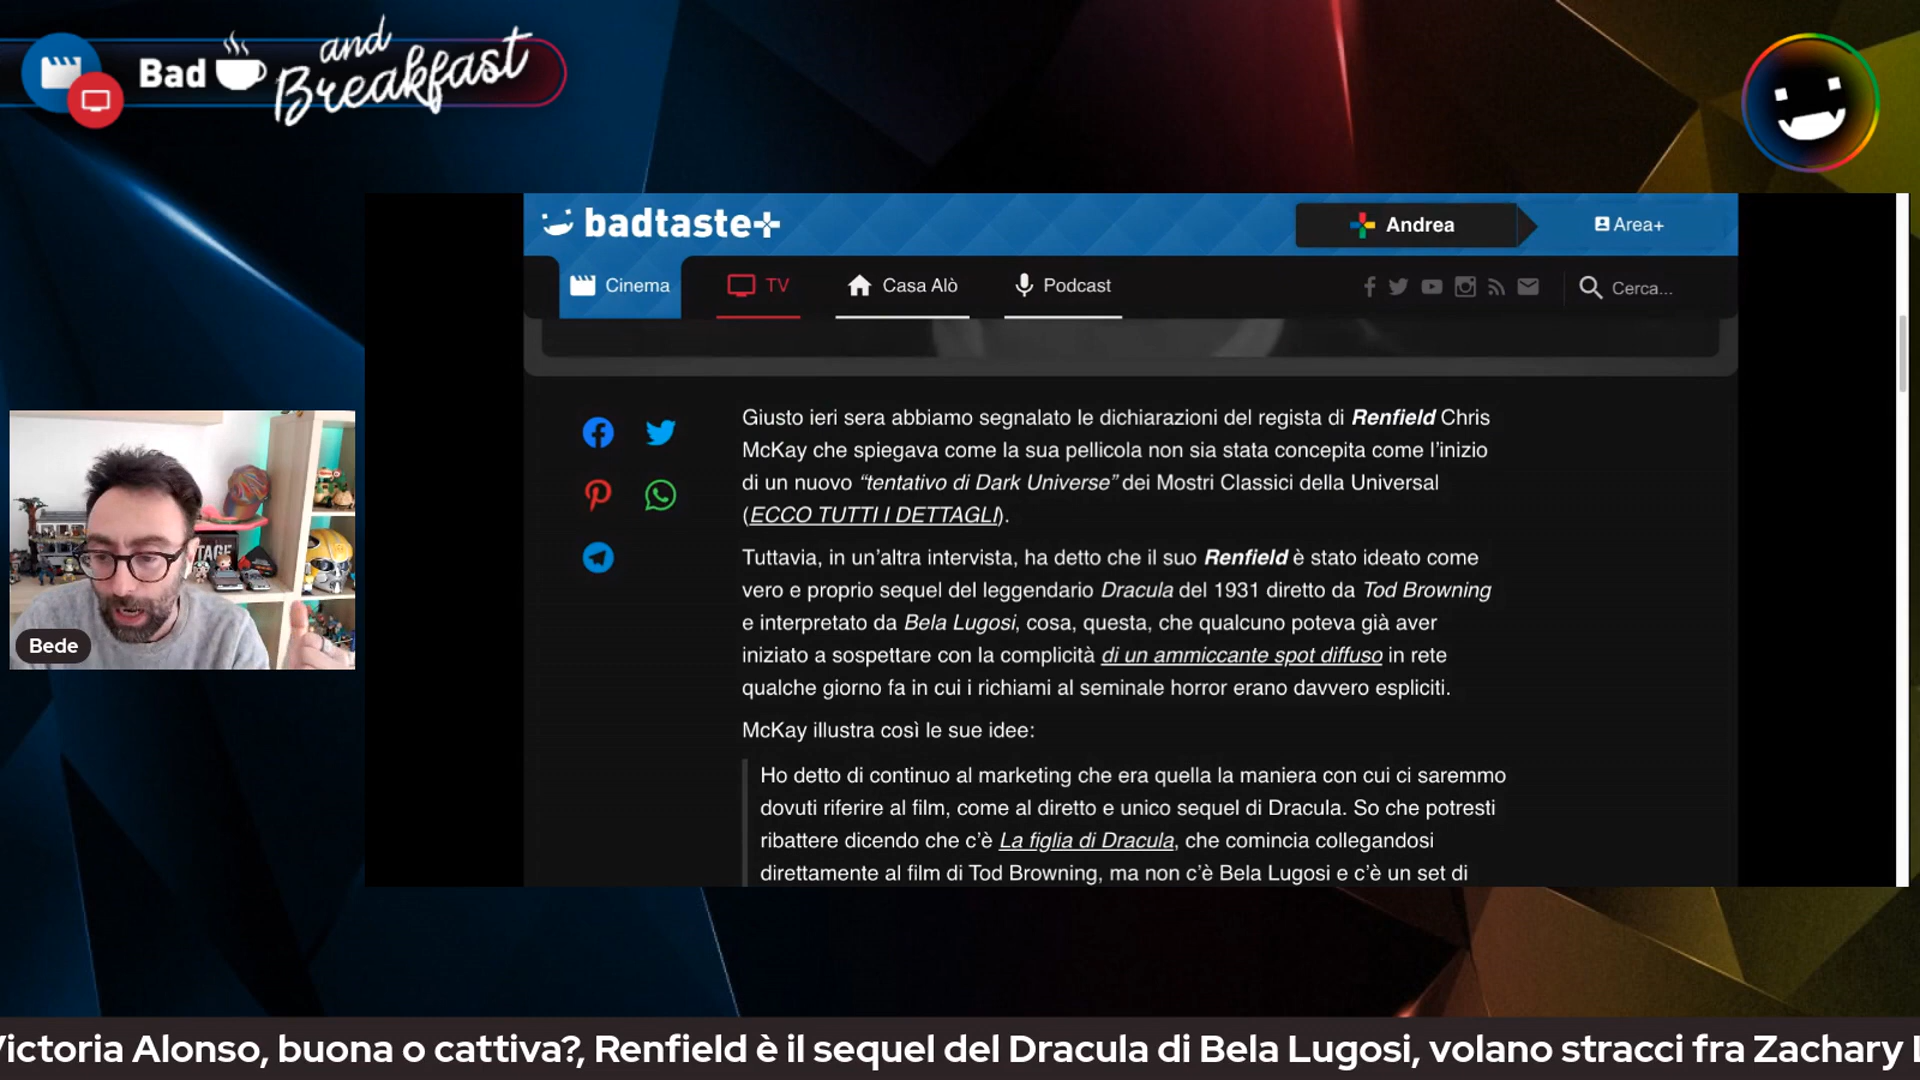 Bad and Breakfast
badtaste+
Andrea
Area+
Cinema
TV
Casa Alò
Podcast
Cerca...
Giusto ieri sera abbiamo segnalato le dichiarazioni del regista di Renfield Chris
McKay che spiegava come la sua pellicola non sia stata concepita come l'inizio
di un nuovo “tentativo di Dark Universe” dei Mostri Classici della Universal
(ECCO TUTTI I DETTAGLI).
Tuttavia, in un'altra intervista, ha detto che il suo Renfield è stato ideato come
vero e proprio sequel del leggendario Dracula del 1931 diretto da Tod Browning
e interpretato da Bela Lugosi, cosa, questa, che qualcuno poteva già aver
iniziato a sospettare con la complicità di un ammiccante spot diffuso in rete
qualche giorno fa in cui i richiami al seminale horror erano davvero espliciti.
McKay illustra così le sue idee:
Ho detto di continuo al marketing che era quella la maniera con cui ci saremmo
dovuti riferire al film, come al diretto e unico sequel di Dracula. So che potresti
ribattere dicendo che c'è La figlia di Dracula, che comincia collegandosi
direttamente al film di Tod Browning, ma non c'è Bela Lugosi e c'è un set di
Bede
Victoria Alonso, buona o cattiva?, Renfield è il sequel del Dracula di Bela Lugosi, volano stracci fra Zachary